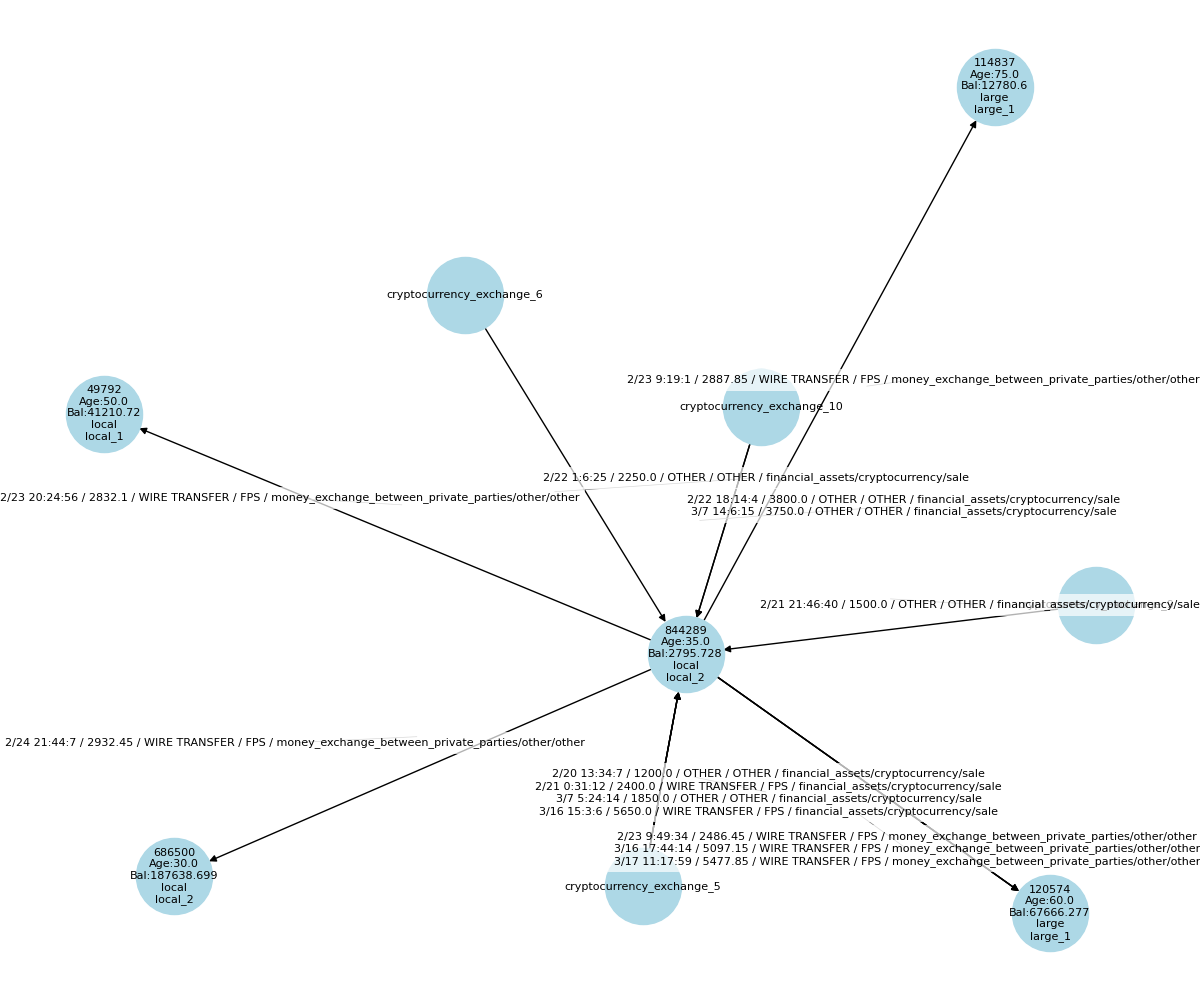 114837
Age:75.0
Bal:12780.6
large
large_1
cryptocurrency_exchange_6
2/23 9:19:1 / 2887.85 / WIRE TRANSFER / FPS / money_exchange_between_private_parties/other/other
49792
Age:50.0
Bal:41210.72
local
local_1
cryptocurrency_exchange_10
2/22 1:6:25 / 2250.0 / OTHER / OTHER / financial_assets/cryptocurrency/sale
2/23 20:24:56 / 2832.1 / WIRE TRANSFER / FPS / money_exchange_between_private_parties/other/other
2/22 18:14:4 / 3800.0 / OTHER / OTHER / financial_assets/cryptocurrency/sale
3/7 14:6:15 / 3750.0 / OTHER / OTHER / financial_assets/cryptocurrency/sale
2/21 21:46:40 / 1500.0 / OTHER / OTHER / financial_assets/cryptocurrency/sale
844289
Age:35.0
Bal:2795.728
local
local_2
2/24 21:44:7 / 2932.45 / WIRE TRANSFER / FPS / money_exchange_between_private_parties/other/other
2/20 13:34:7 / 1200.0 / OTHER / OTHER / financial_assets/cryptocurrency/sale
2/21 0:31:12 / 2400.0 / WIRE TRANSFER / FPS / financial_assets/cryptocurrency/sale
3/7 5:24:14 / 1850.0 / OTHER / OTHER / financial_assets/cryptocurrency/sale
3/16 15:3:6 / 5650.0 / WIRE TRANSFER / FPS / financial_assets/cryptocurrency/sale
2/23 9:49:34 / 2486.45 / WIRE TRANSFER / FPS / money_exchange_between_private_parties/other/other
3/16 17:44:14 / 5097.15 / WIRE TRANSFER / FPS / money_exchange_between_private_parties/other/other
3/17 11:17:59 / 5477.85 / WIRE TRANSFER / FPS / money_exchange_between_private_parties/other/other
686500
Age:30.0
Bal:187638.699
local
local_2
cryptocurrency_exchange_5
120574
Age:60.0
Bal:67666.277
large
large_1